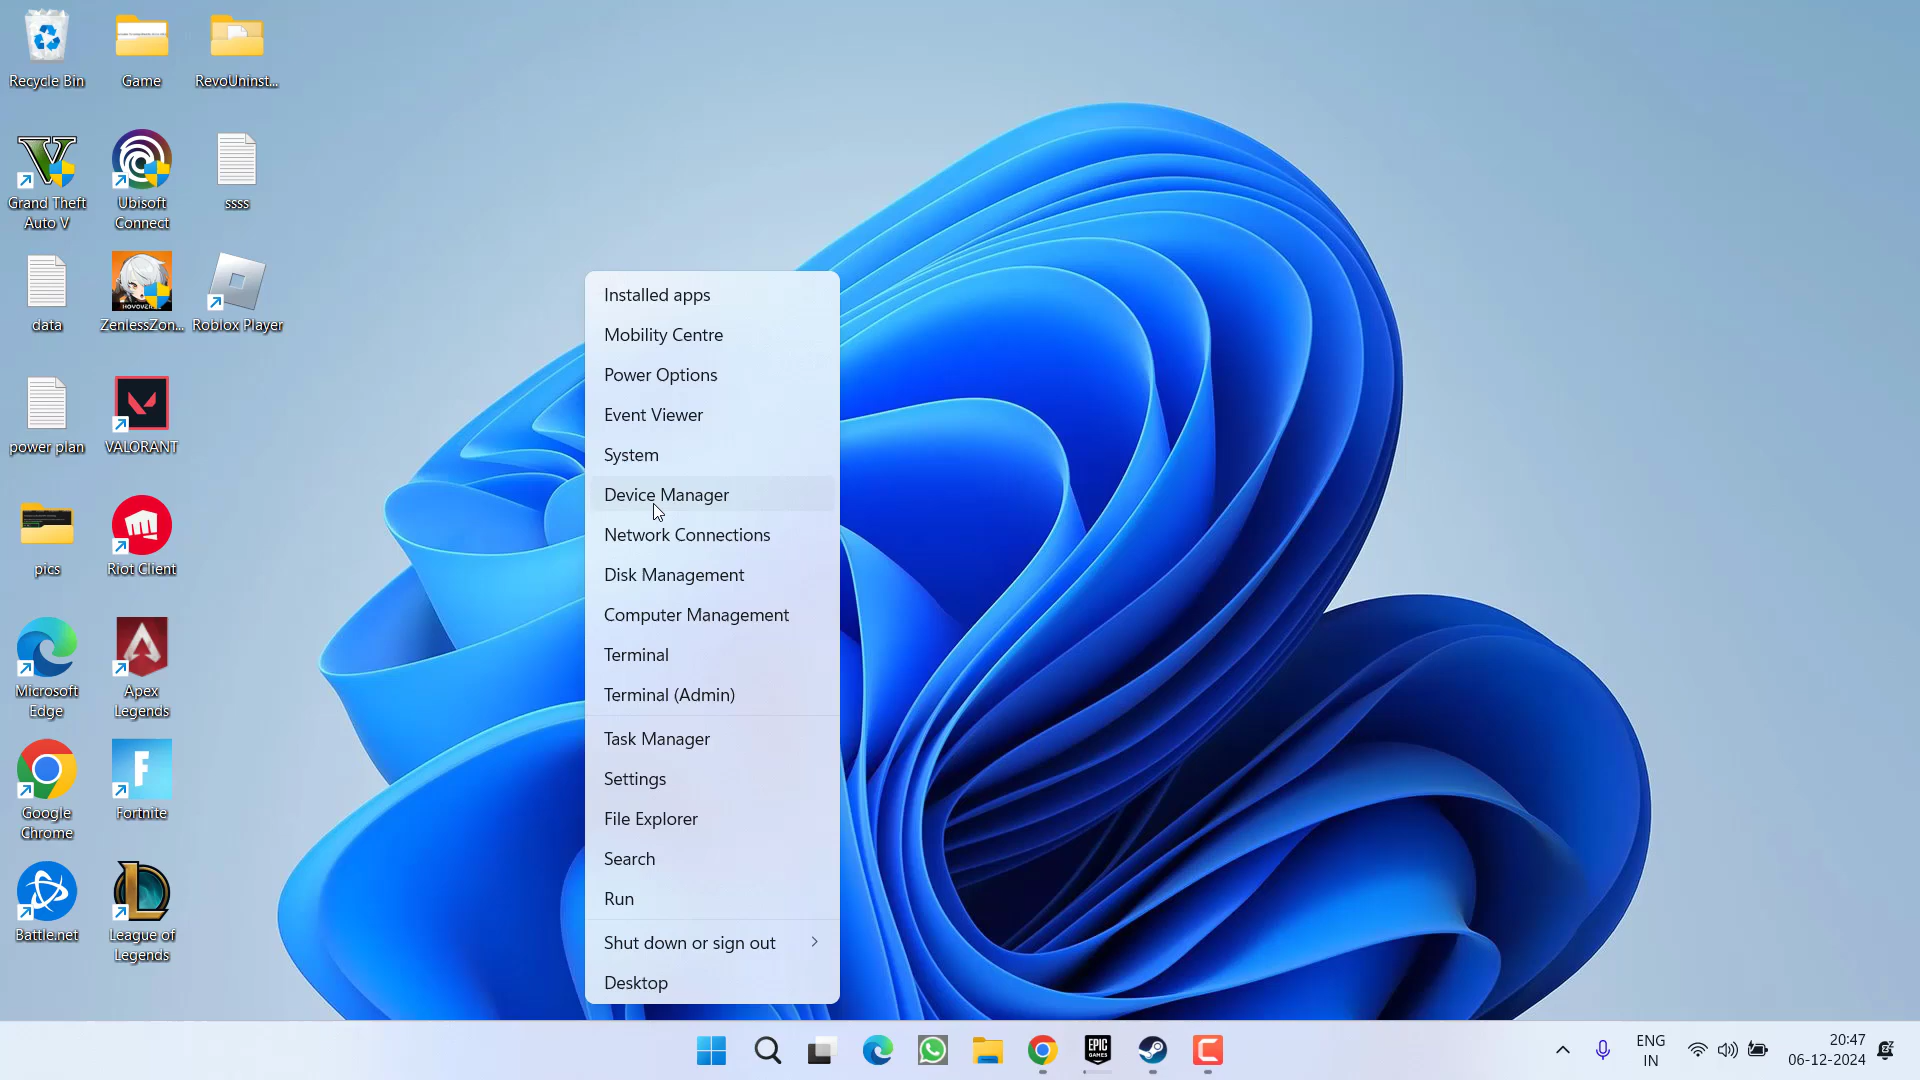 Recycle Bin
Game
RevoUninst...
Grand Theft
Auto V
Ubisoft
Connect
ssss
data
ZenlessZon...
Roblox Player
power plan
VALORANT
pics
Riot Client
Microsoft
Edge
Apex
Legends
Google
Chrome
Fortnite
Battle.net
League of
Legends
Installed apps
Mobility Centre
Power Options
Event Viewer
System
Device Manager
Network Connections
Disk Management
Computer Management
Terminal
Terminal (Admin)
Task Manager
Settings
File Explorer
Search
Run
Shut down or sign out
Desktop
EPIC
GAMES
ENG
IN
20:47
06-12-2024